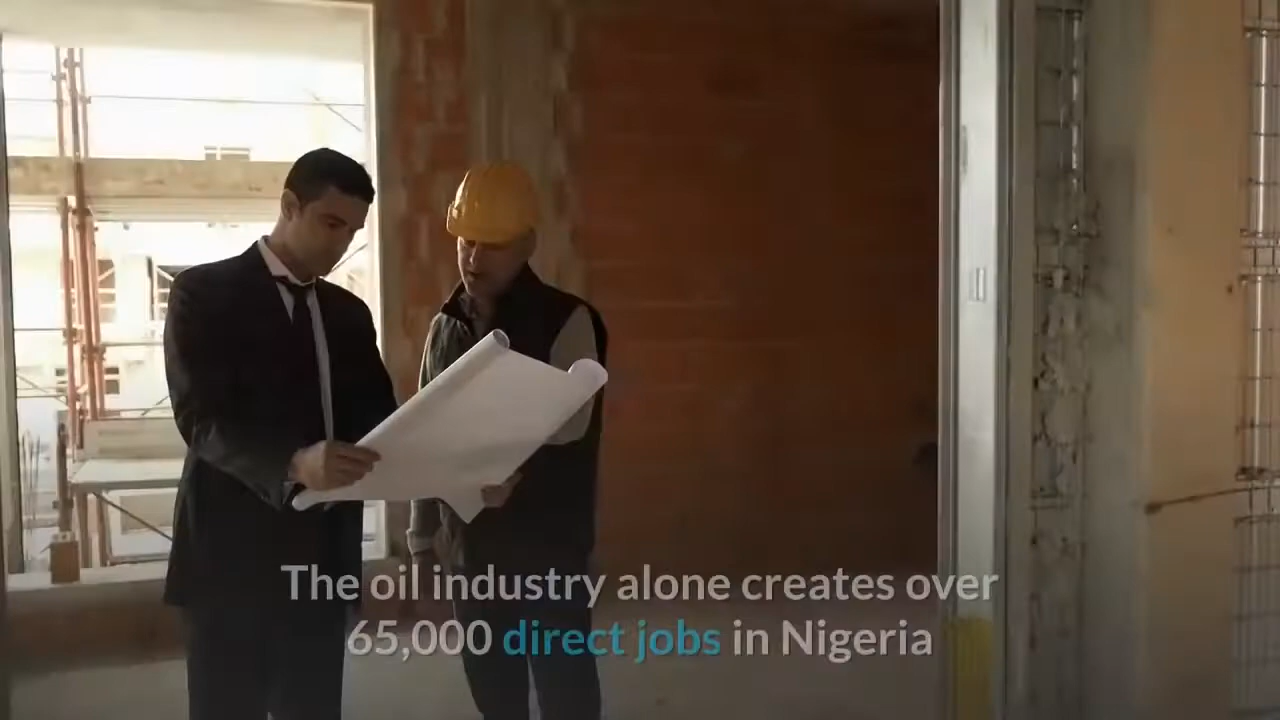 The oil industry alone creates over
65,000 direct jobs in Nigeria